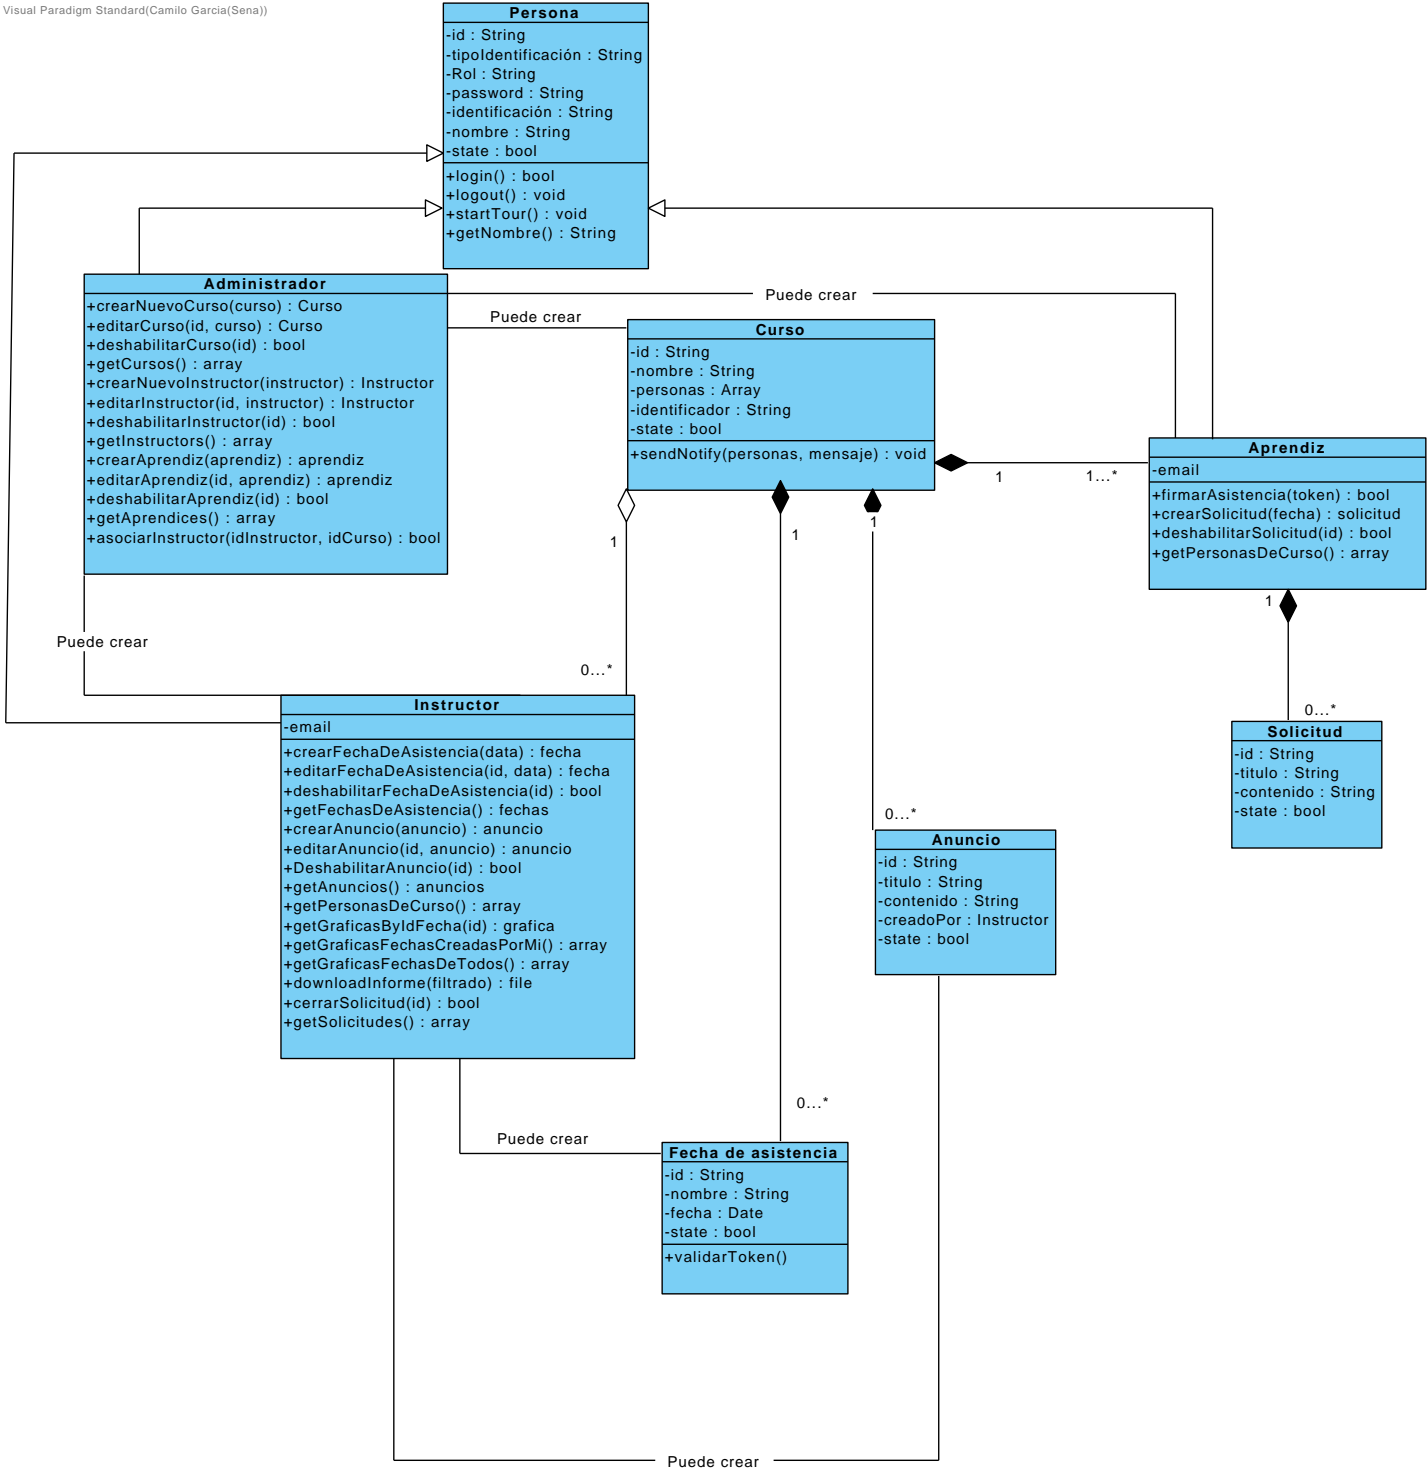 Visual Paradigm Standard(Camilo Garcia(Sena))
Persona
-id : String
-tipoIdentificación : String
-Rol : String
-password : String
-identificación : String
-nombre : String
-state : bool
+login() : bool
+logout() : void
+startTour() : void
+getNombre() : String
Administrador
+crearNuevoCurso(curso) : Curso
+editarCurso(id, curso) : Curso
+deshabilitarCurso(id) : bool
+getCursos() : array
+crearNuevoInstructor(instructor) : Instructor
+editarInstructor(id, instructor) : Instructor
+deshabilitarInstructor(id) : bool
+getInstructors() : array
+crearAprendiz(aprendiz) : aprendiz
+editarAprendiz(id, aprendiz) : aprendiz
+deshabilitarAprendiz(id) : bool
+getAprendices() : array
+asociarInstructor(idInstructor, idCurso) : bool
Puede crear
Puede crear
Curso
-id : String
-nombre : String
-personas : Array
-identificador : String
-state : bool
+sendNotify(personas, mensaje) : void
1
1...*
Aprendiz
-email
+firmarAsistencia(token) : bool
+crearSolicitud(fecha) : solicitud
+deshabilitarSolicitud(id) : bool
+getPersonasDeCurso() : array
1
1
1
1
Puede crear
0...*
0...*
Instructor
-email
+crearFechaDeAsistencia(data) : fecha
+editarFechaDeAsistencia(id, data) : fecha
+deshabilitarFechaDeAsistencia(id) : bool
+getFechasDeAsistencia() : fechas
+crearAnuncio(anuncio) : anuncio
+editarAnuncio(id, anuncio) : anuncio
+DeshabilitarAnuncio(id) : bool
+getAnuncios() : anuncios
+getPersonasDeCurso() : array
+getGraficasByIdFecha(id) : grafica
+getGraficasFechasCreadasPorMi() : array
+getGraficasFechasDeTodos() : array
+downloadInforme(filtrado) : file
+cerrarSolicitud(id) : bool
+getSolicitudes() : array
Solicitud
-id : String
-titulo : String
-contenido : String
-state : bool
0...*
Anuncio
-id : String
-titulo : String
-contenido : String
-creadoPor : Instructor
-state : bool
0...*
Puede crear
Fecha de asistencia
-id : String
-nombre : String
-fecha : Date
-state : bool
+validarToken()
Puede crear